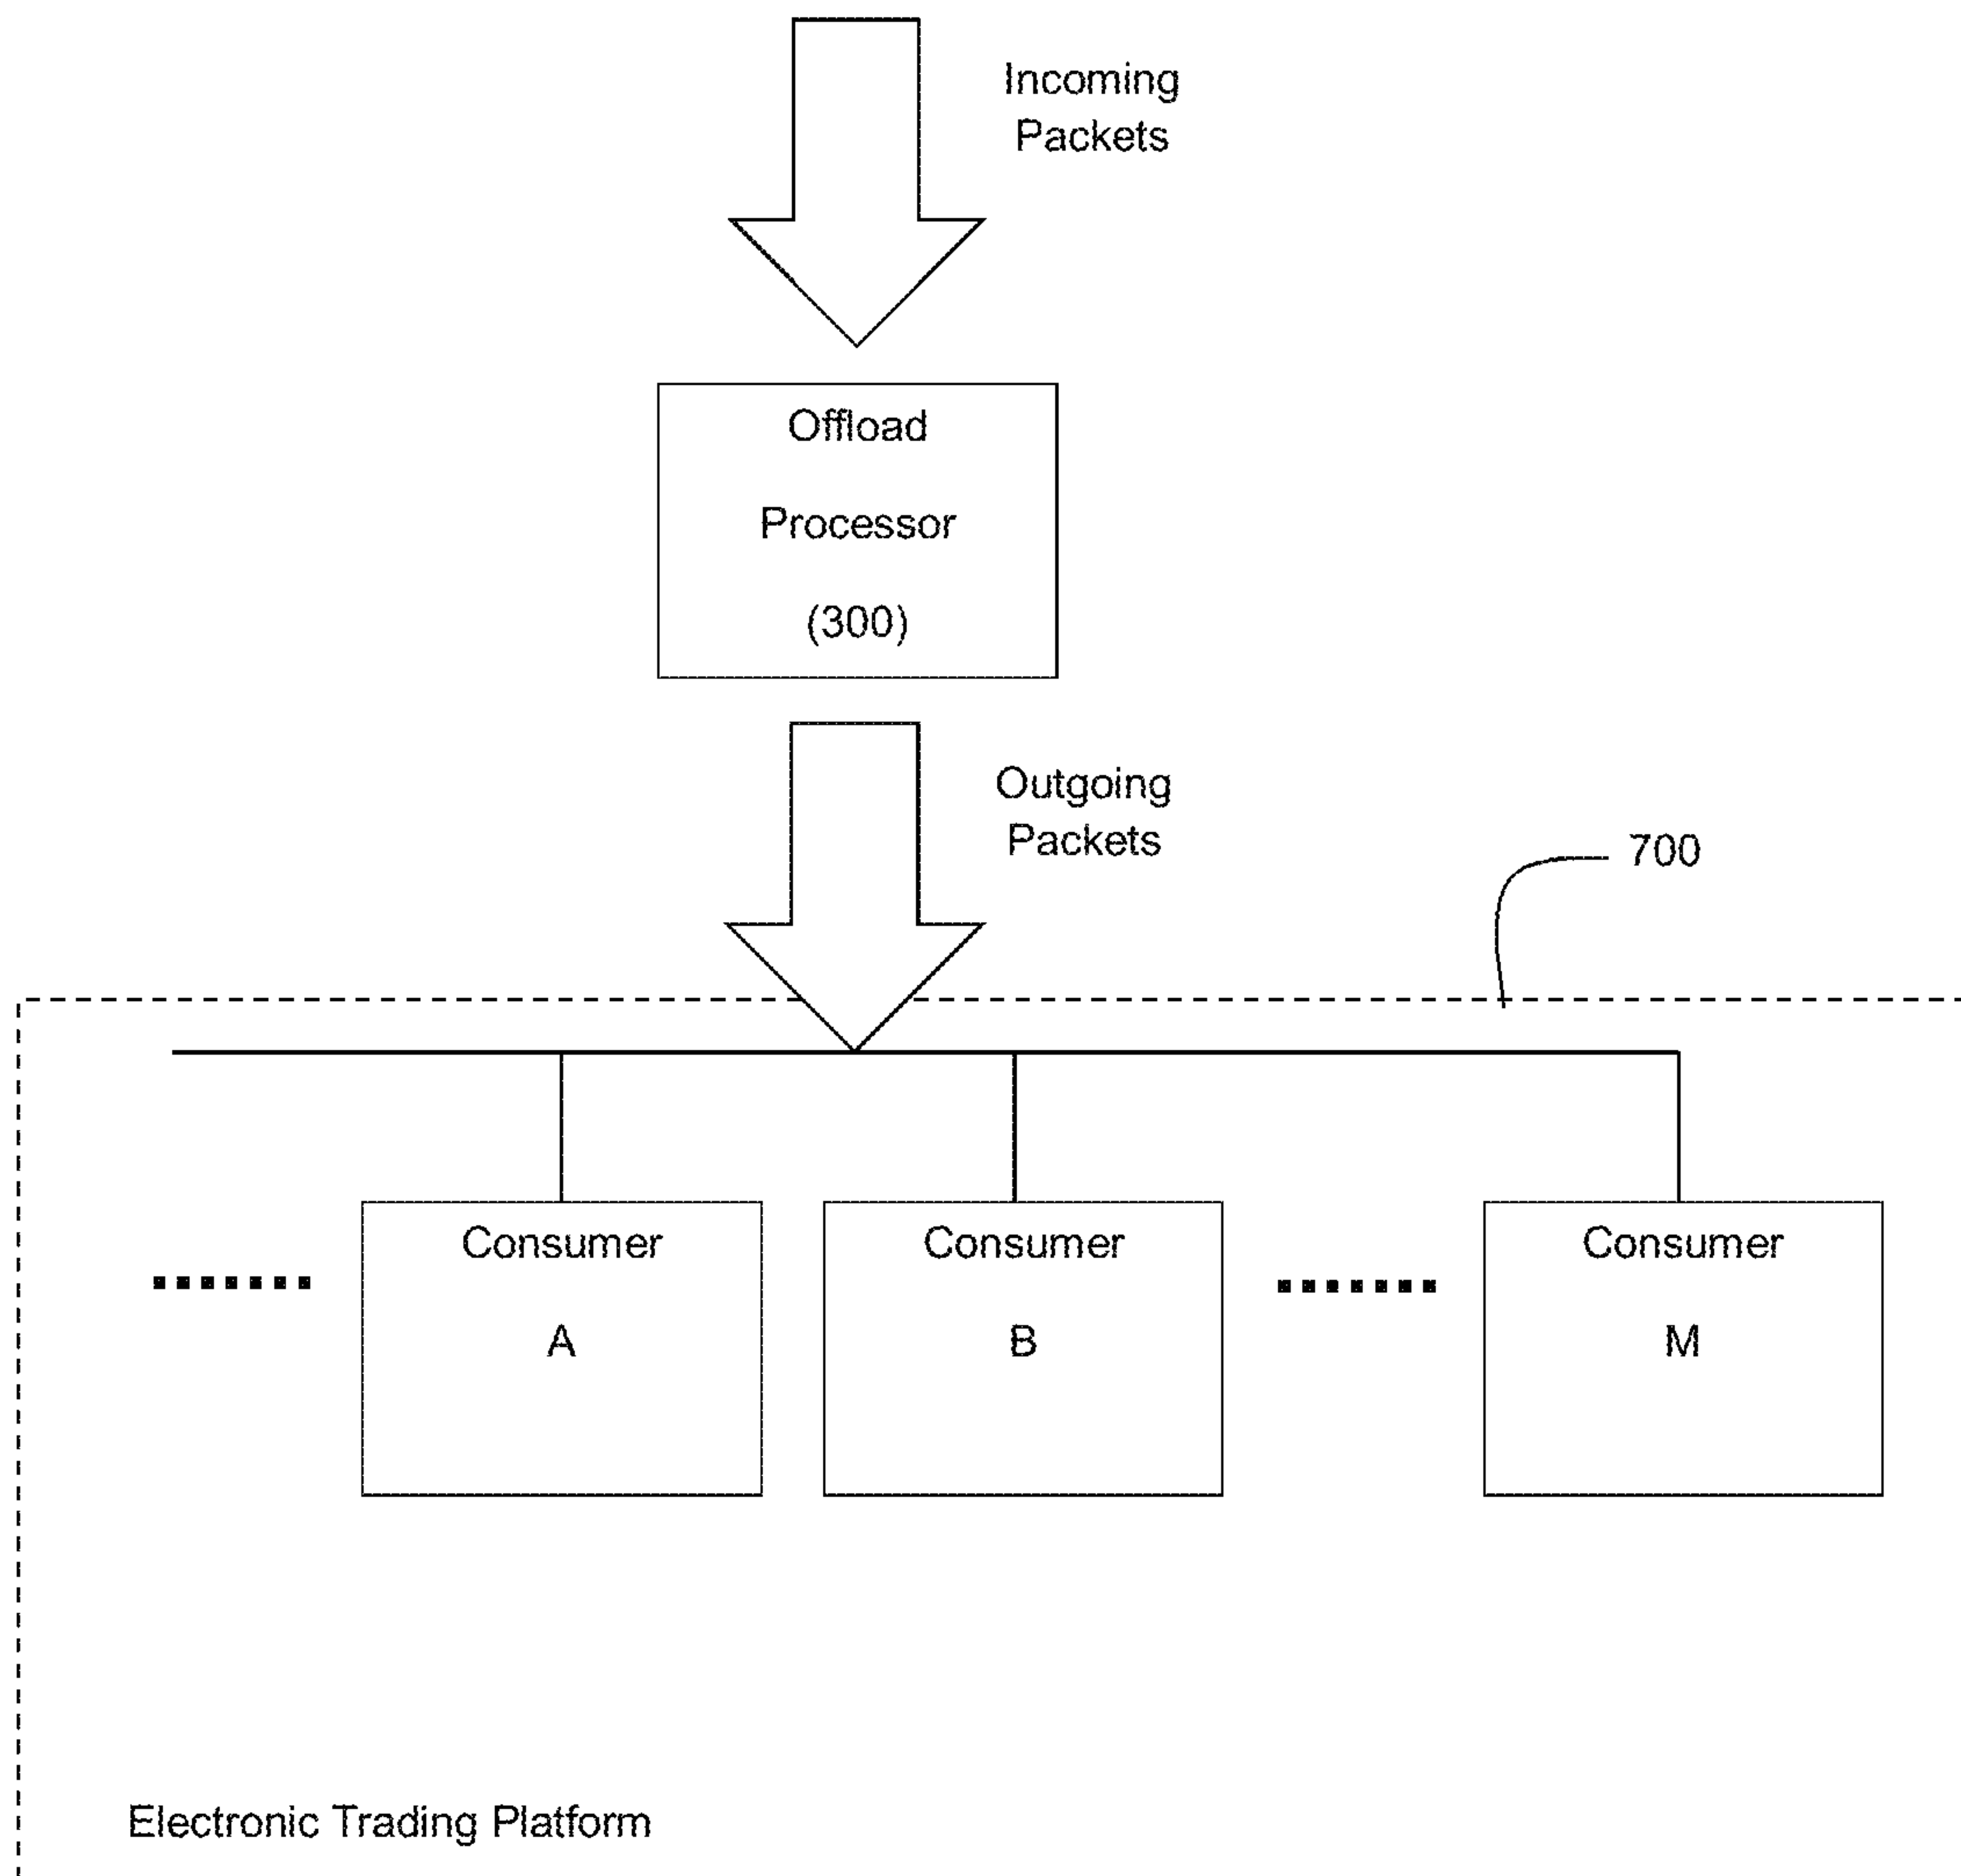 Incoming
Packets
Offload
Processor
(300)
Outgoing
Packets
700
Consumer
A
Consumer
B
Consumer
M
Electronic Trading Platform